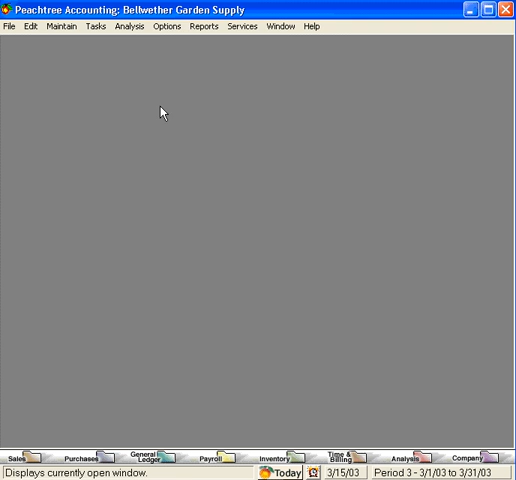 Peachtree Accounting: Bellwether Garden Supply
File Edit Maintain Tasks Analysis Options Reports Services Window Help
Sales Purchases General Ledger Payroll Inventory Time & Billing Analysis Company
Displays currently open window. Today 3/15/03 Period 3 - 3/1/03 to 3/31/03